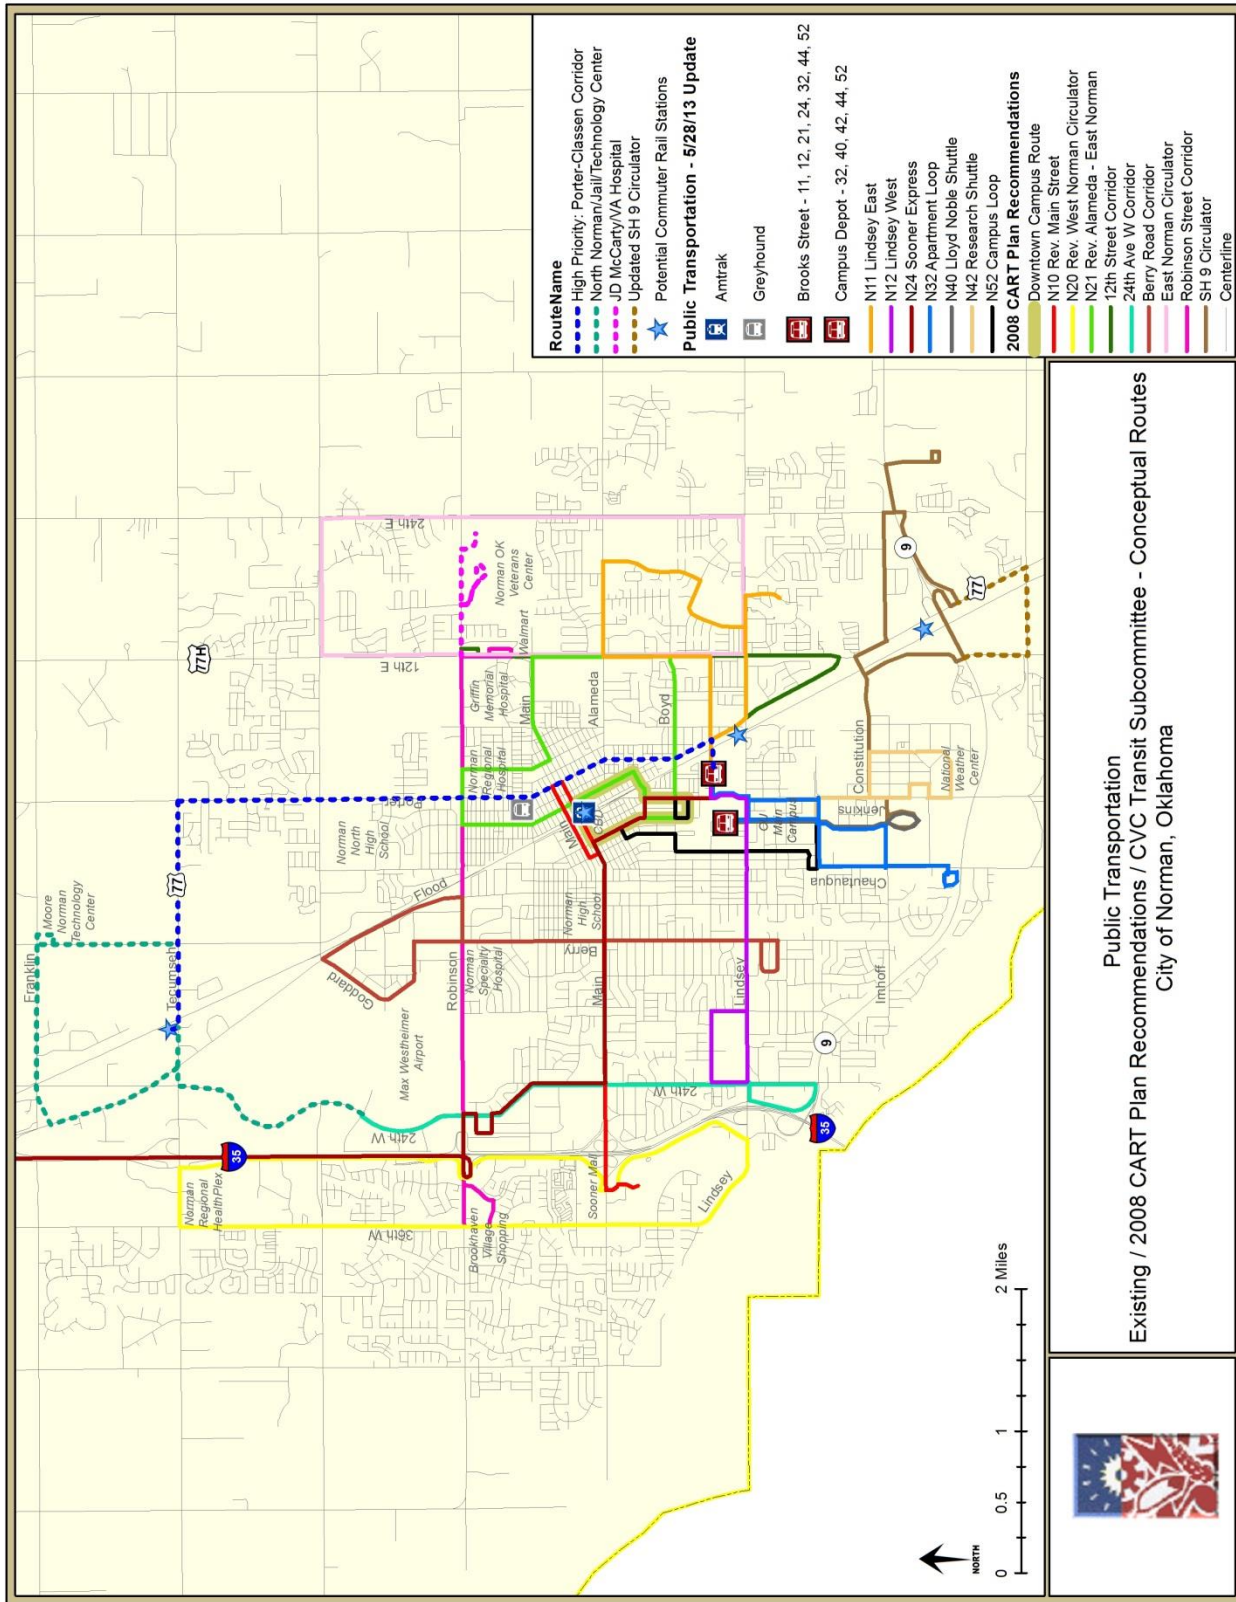 Franklin
Moore
Norman
Technology
Center
77
Tecumseh
77H
Norman
Regional
HealthPlex
35
24th W
Max Westheimer
Airport
Goddard
Flood
Norman
North
High
School
Porter
12th E
24th E
36th W
Brookhaven
Village
Shopping
Robinson
Norman
Specialty
Hospital
Norman
Regional
Hospital
Griffin
Memorial
Hospital
Walmart
Norman OK
Veterans
Center
Main
Main
CBD
Alameda
Boyd
Sooner Mall
Main
Berry
Norman
High
School
Lindsey
24th W
Lindsey
OU
Main
Campus
35
9
Imhoff
Chautauqua
Jenkins
Constitution
National
Weather
Center
9
77
NORTH
0 0.5 1 2 Miles
RouteName
High Priority: Porter-Classen Corridor
North Norman/Jail/Technology Center
JD McCarty/VA Hospital
Updated SH 9 Circulator
Potential Commuter Rail Stations
Public Transportation - 5/28/13 Update
Amtrak
Greyhound
Brooks Street - 11, 12, 21, 24, 32, 44, 52
Campus Depot - 32, 40, 42, 44, 52
N11 Lindsey East
N12 Lindsey West
N24 Sooner Express
N32 Apartment Loop
N40 Lloyd Noble Shuttle
N42 Research Shuttle
N52 Campus Loop
2008 CART Plan Recommendations
Downtown Campus Route
N10 Rev. Main Street
N20 Rev. West Norman Circulator
N21 Rev. Alameda - East Norman
12th Street Corridor
24th Ave W Corridor
Berry Road Corridor
East Norman Circulator
Robinson Street Corridor
SH 9 Circulator
Centerline
Public Transportation
Existing / 2008 CART Plan Recommendations / CVC Transit Subcommittee - Conceptual Routes
City of Norman, Oklahoma